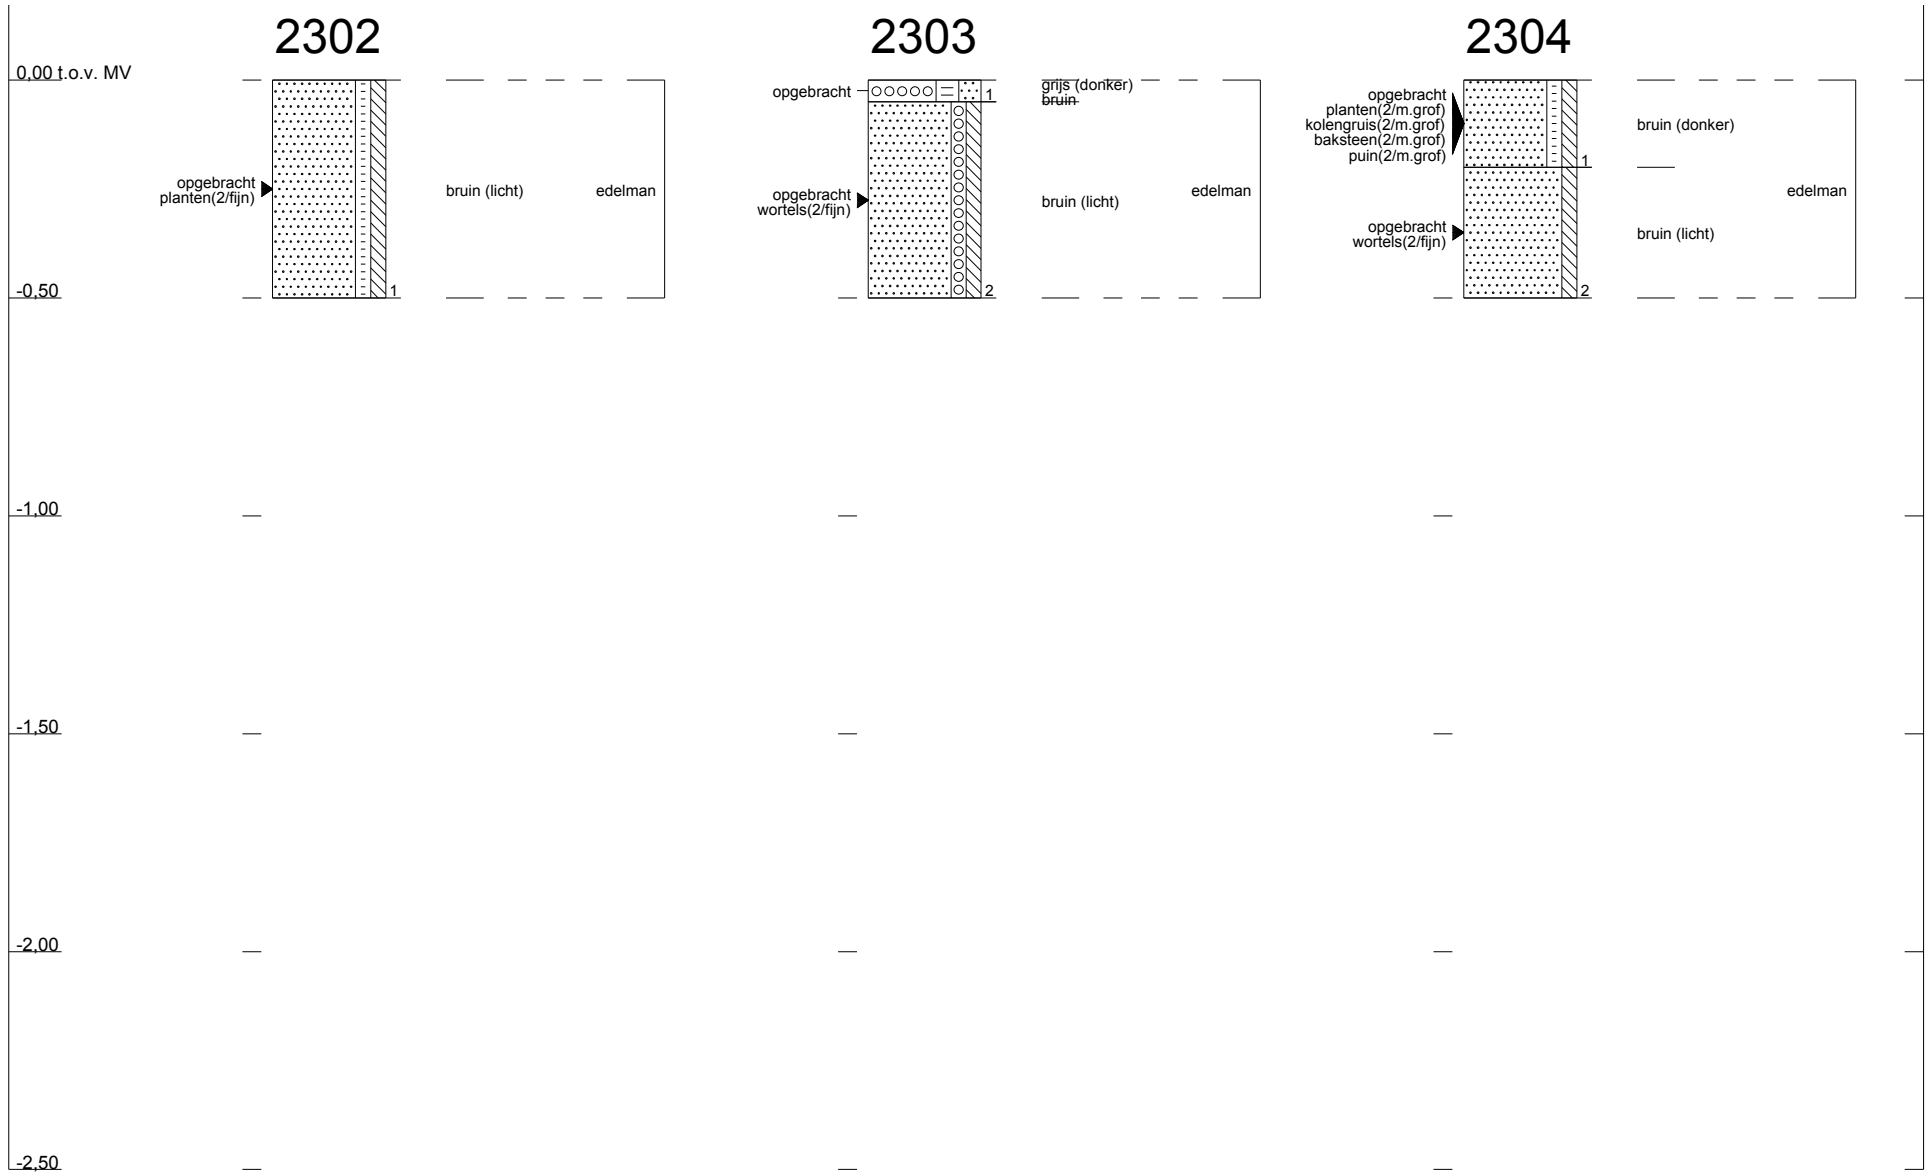 2302
2303
2304
0,00 t.o.v. MV
opgebracht
planten(2/fijn)
bruin (licht)
edelman
1
opgebracht
1
grijs (donker)
bruin
opgebracht
wortels(2/fijn)
bruin (licht)
edelman
2
opgebracht
planten(2/m.grof)
kolengruis(2/m.grof)
baksteen(2/m.grof)
puin(2/m.grof)
1
bruin (donker)
edelman
opgebracht
wortels(2/fijn)
bruin (licht)
2
-0,50
-1,00
-1,50
-2,00
-2,50